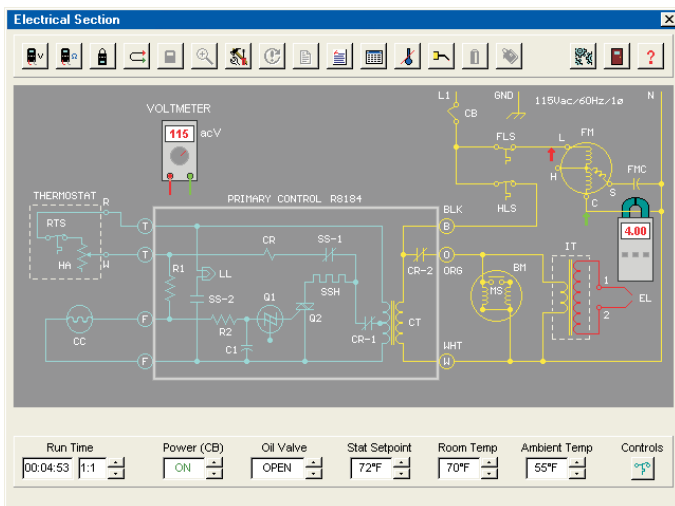 Electrical Section
V
Ω
?
L1
GND
115Vac/60Hz/1ø
N
CB
VOLTMETER
115
acV
FLS
L
FM
H
S
FMC
C
THERMOSTAT
R
PRIMARY CONTROL R8184
HLS
BLK
4.00
RTS
T
B
HA
W
T
CR
SS-1
O
ORG
CR-2
R1
LL
SSH
BM
IT
1
MS
SS-2
Q1
EL
F
R2
Q2
CC
C1
CR-1
CT
2
WHT
F
W
Run Time
Power (CB)
Oil Valve
Stat Setpoint
Room Temp
Ambient Temp
Controls
00:04:53
1:1
ON
OPEN
72°F
70°F
55°F